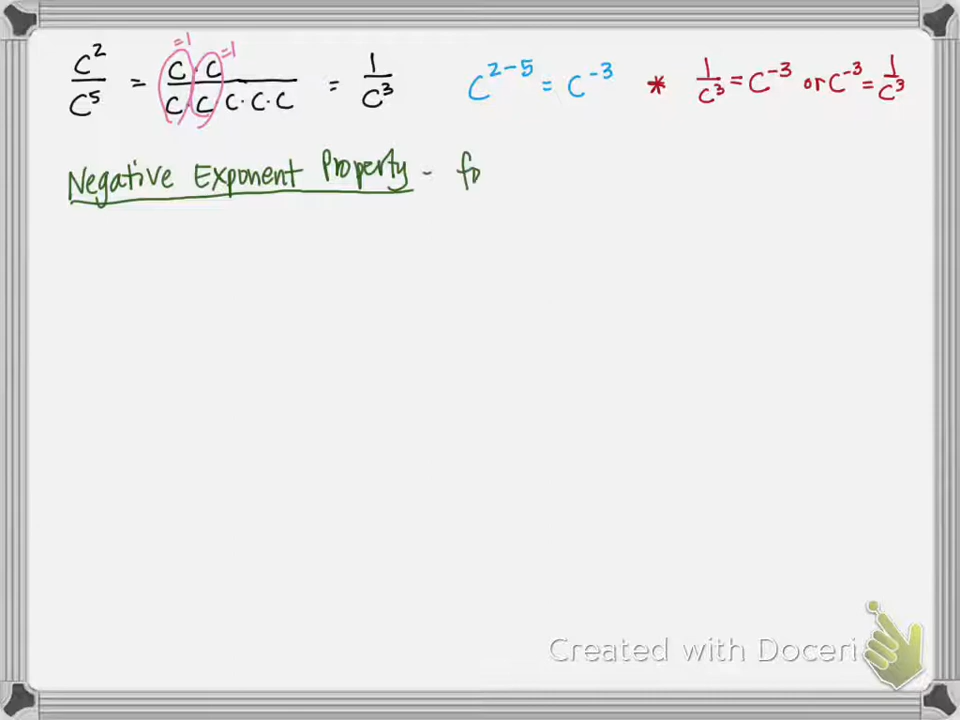 c²/c⁵ = c·c/c·c·c·c·c = 1/c³ =1 =1 c²⁻⁵ = c⁻³ * 1/c³ = c⁻³ or c⁻³ = 1/c³
Negative Exponent Property - fo
Created with Doceri